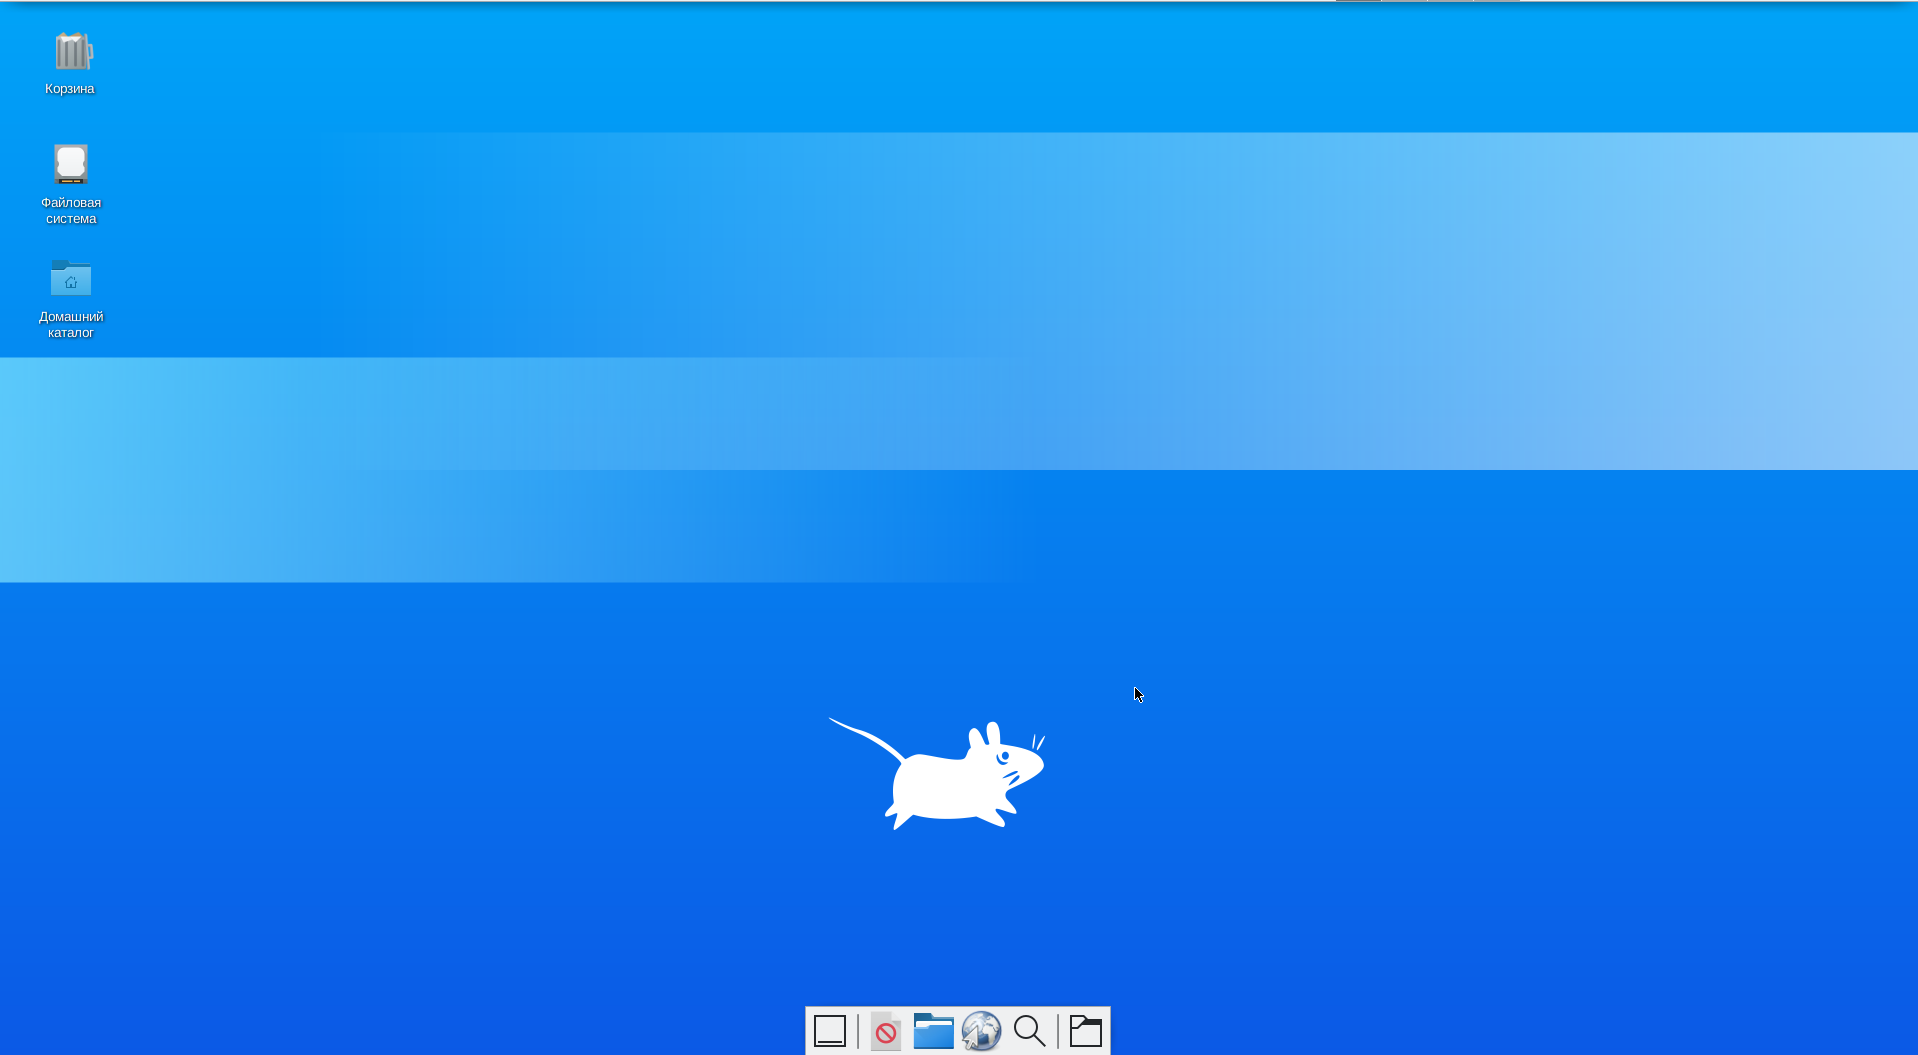 Корзина
Файловая
система
Домашний
каталог